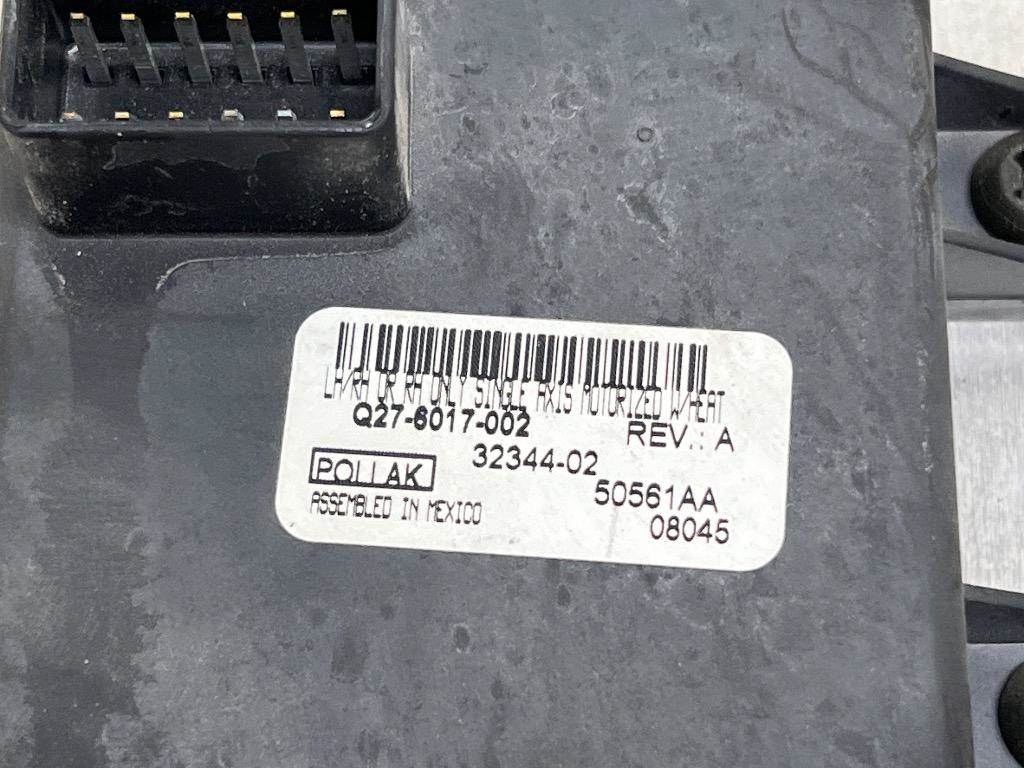 LH/RH OR RH ONLY SINGLE AXIS MOTORIZED W/HEAT
Q27-6017-002 REV.: A
32344-02
POLLAK 50561AA
ASSEMBLED IN MEXICO 08045